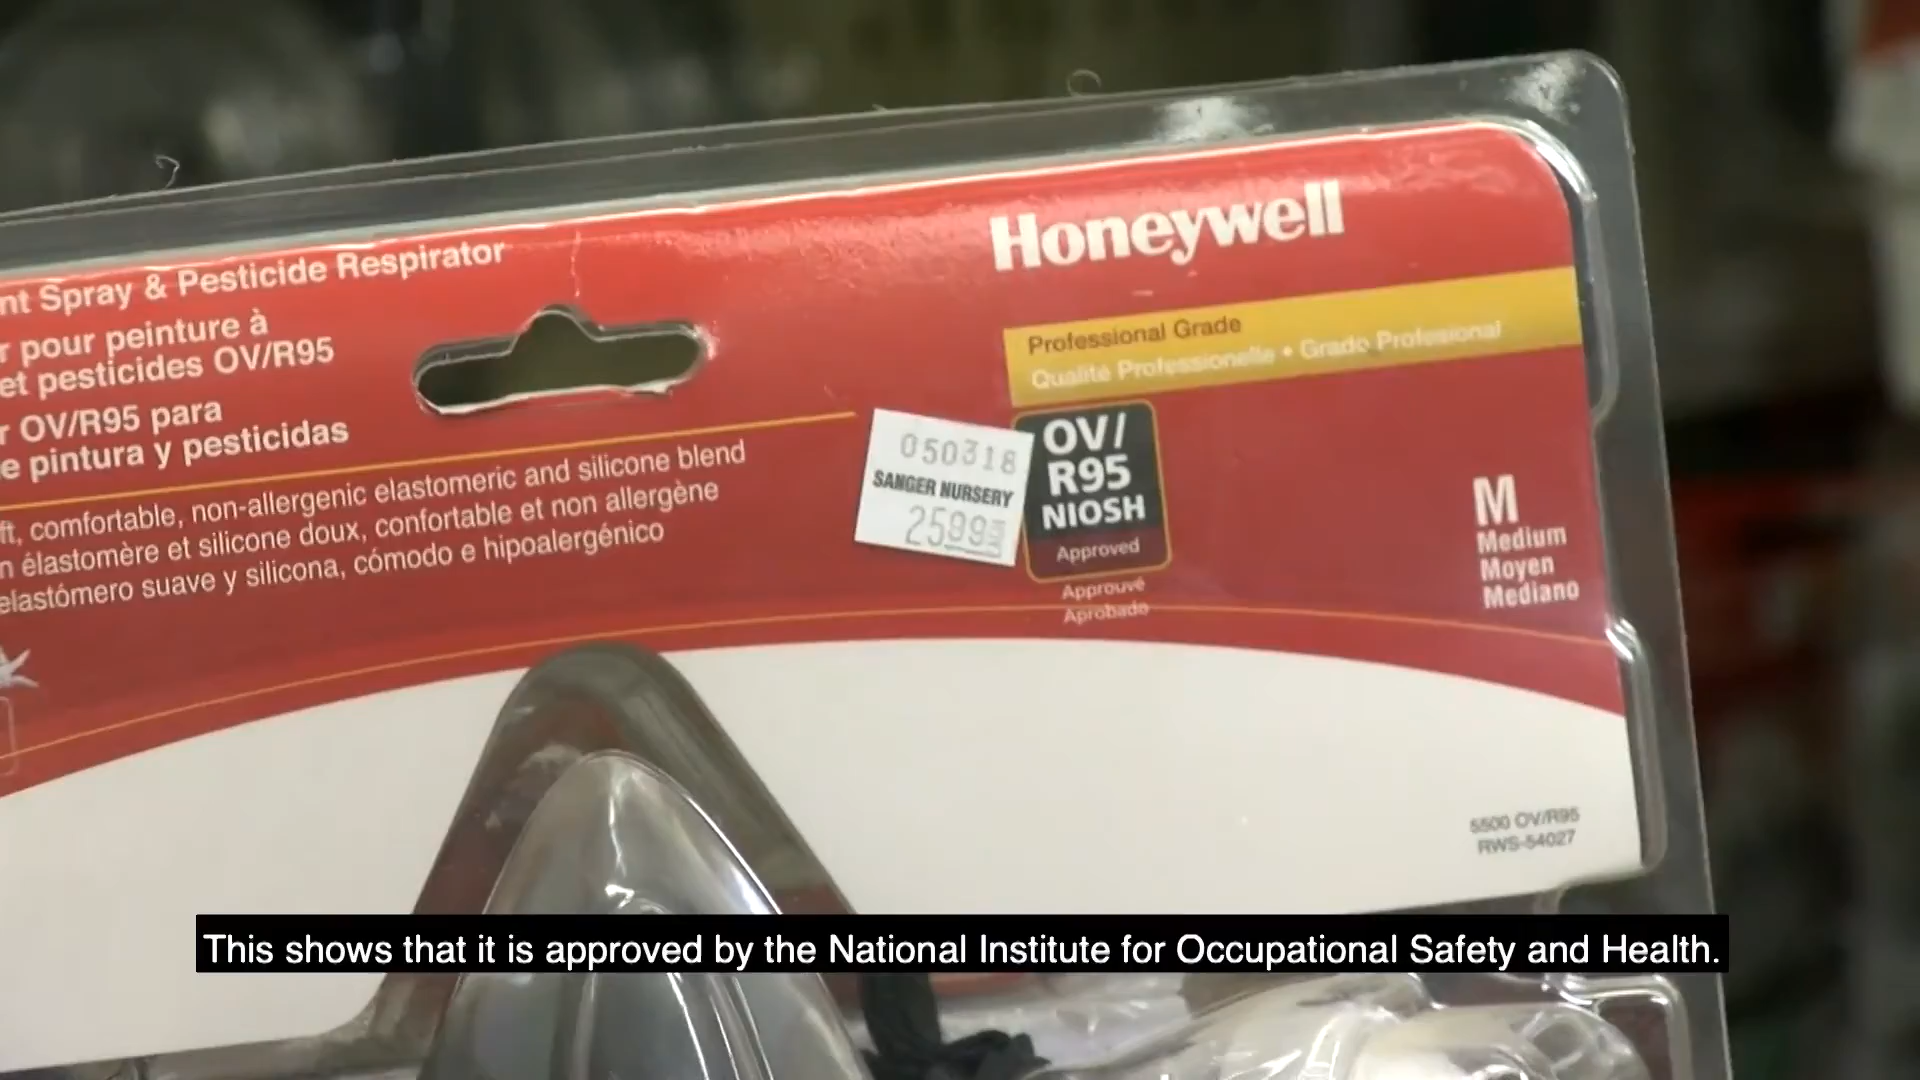 Honeywell
nt Spray & Pesticide Respirator
r pour peinture à
et pesticides OV/R95
r OV/R95 para
e pintura y pesticidas
ft, comfortable, non-allergenic elastomeric and silicone blend
n élastomère et silicone doux, confortable et non allergène
elastómero suave y silicona, cómodo e hipoalergénico
Professional Grade
Qualité Professionelle • Grado Profesional
050318
SANGER NURSERY
2599
OV/
R95
NIOSH
Approved
Approuvé
Aprobado
M
Medium
Moyen
Mediano
5500 OV/R95
RWS-54027
This shows that it is approved by the National Institute for Occupational Safety and Health.